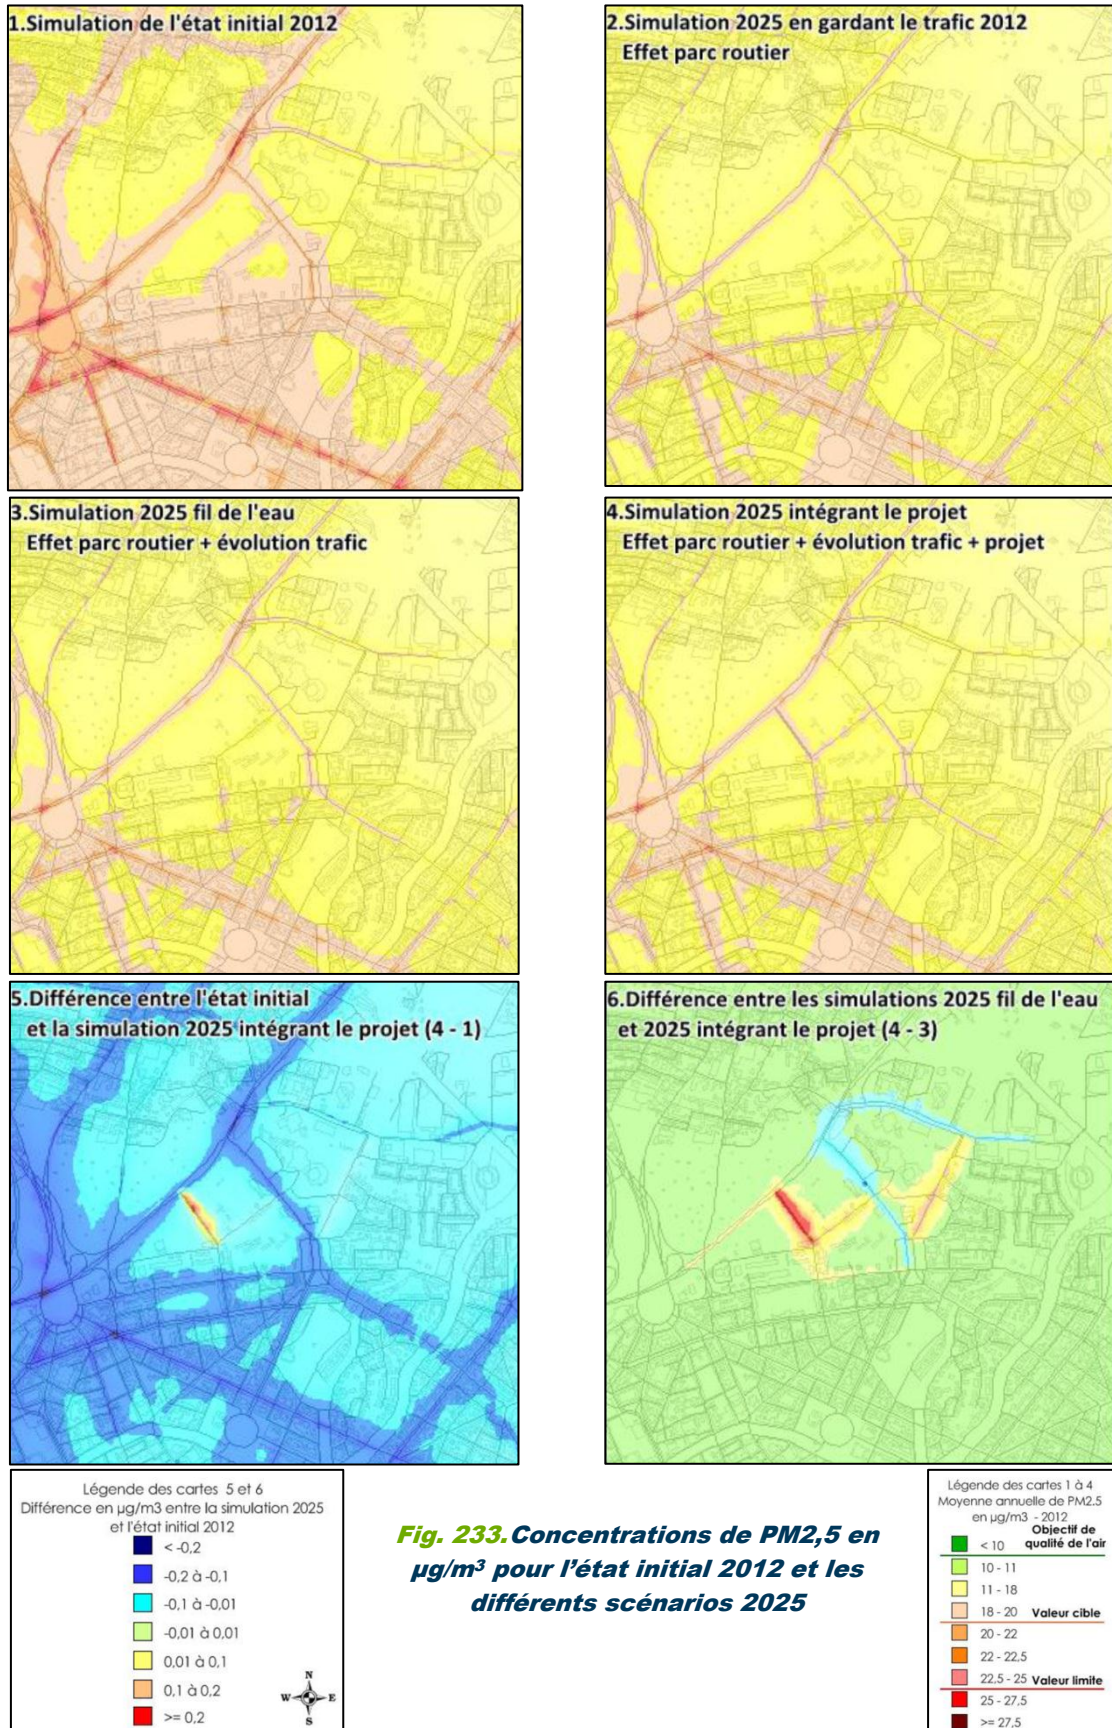 1.Simulation de l'état initial 2012
2.Simulation 2025 en gardant le trafic 2012
Effet parc routier
3.Simulation 2025 fil de l'eau
Effet parc routier + évolution trafic
4.Simulation 2025 intégrant le projet
Effet parc routier + évolution trafic + projet
5.Différence entre l'état initial
et la simulation 2025 intégrant le projet (4 - 1)
6.Différence entre les simulations 2025 fil de l'eau
et 2025 intégrant le projet (4 - 3)
Légende des cartes 5 et 6
Différence en µg/m3 entre la simulation 2025
et l'état initial 2012
< -0,2
-0,2 à -0,1
-0,1 à -0,01
-0,01 à 0,01
0,01 à 0,1
0,1 à 0,2
>= 0,2
N
W E
S
Fig. 233. Concentrations de PM2,5 en
µg/m³ pour l'état initial 2012 et les
différents scénarios 2025
Légende des cartes 1 à 4
Moyenne annuelle de PM2.5
en µg/m3 - 2012
Objectif de
qualité de l'air
< 10
10 - 11
11 - 18
18 - 20 Valeur cible
20 - 22
22 - 22,5
22,5 - 25 Valeur limite
25 - 27,5
>= 27,5